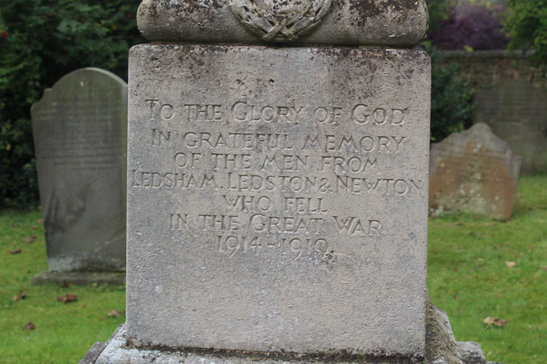 TO THE GLORY OF GOD
IN GRATEFUL MEMORY
OF THE MEN FROM
LEDSHAM, LEDSTON & NEWTON
WHO FELL
IN THE GREAT WAR
1914-1919